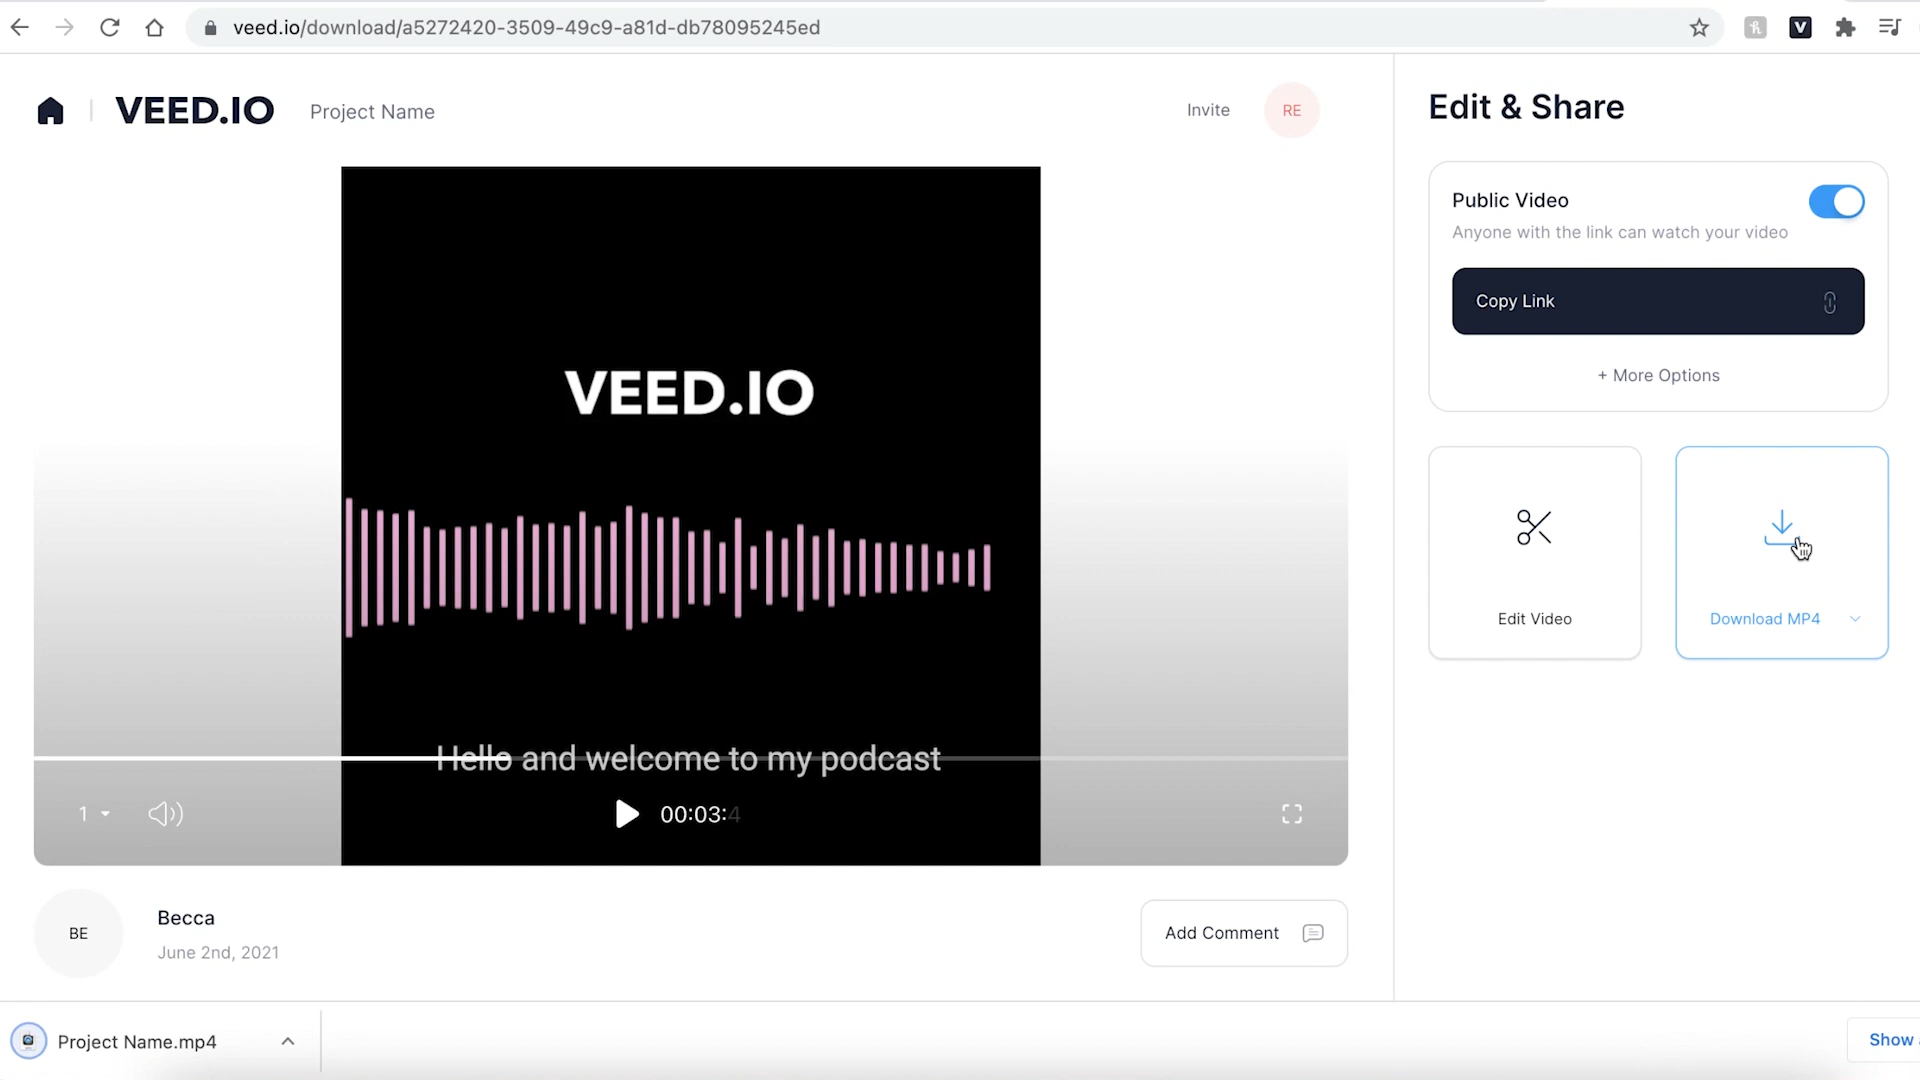 veed.io/download/a5272420-3509-49c9-a81d-db78095245ed
VEED.IO
Project Name
Invite
RE
VEED.IO
Hello and welcome to my podcast
1
00:03:4
BE
Becca
June 2nd, 2021
Add Comment
Edit & Share
Public Video
Anyone with the link can watch your video
Copy Link
+ More Options
Edit Video
Download MP4
Project Name.mp4
Show